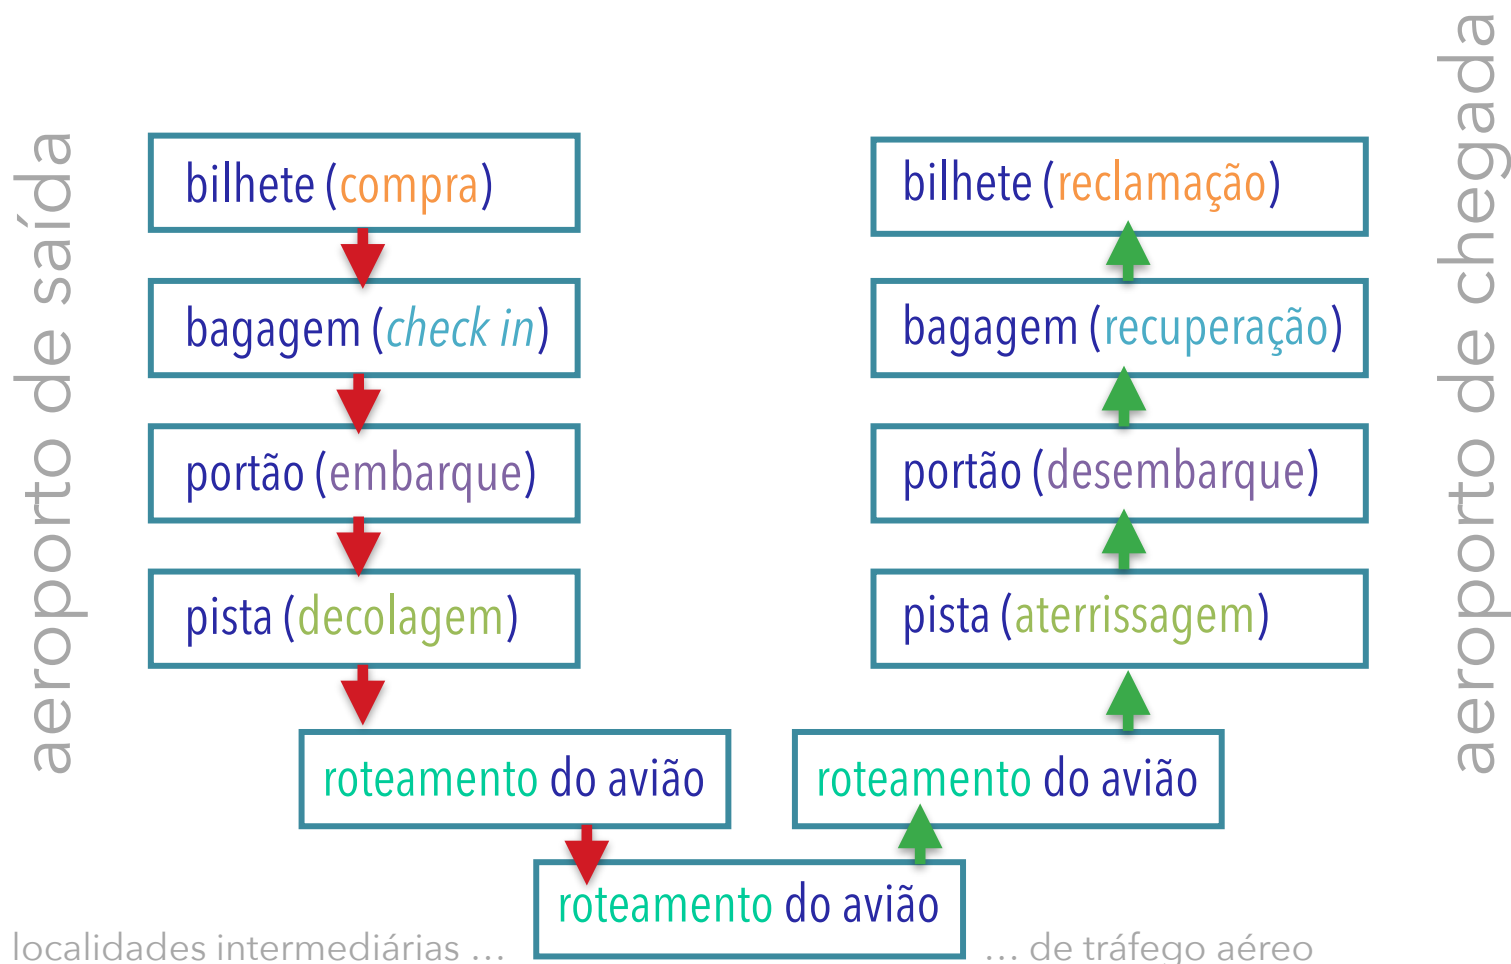 aeroporto de saída
bilhete (compra)
bagagem (check in)
portão (embarque)
pista (decolagem)
roteamento do avião
roteamento do avião
roteamento do avião
bilhete (reclamação)
bagagem (recuperação)
portão (desembarque)
pista (aterrissagem)
aeroporto de chegada
localidades intermediárias ...
... de tráfego aéreo